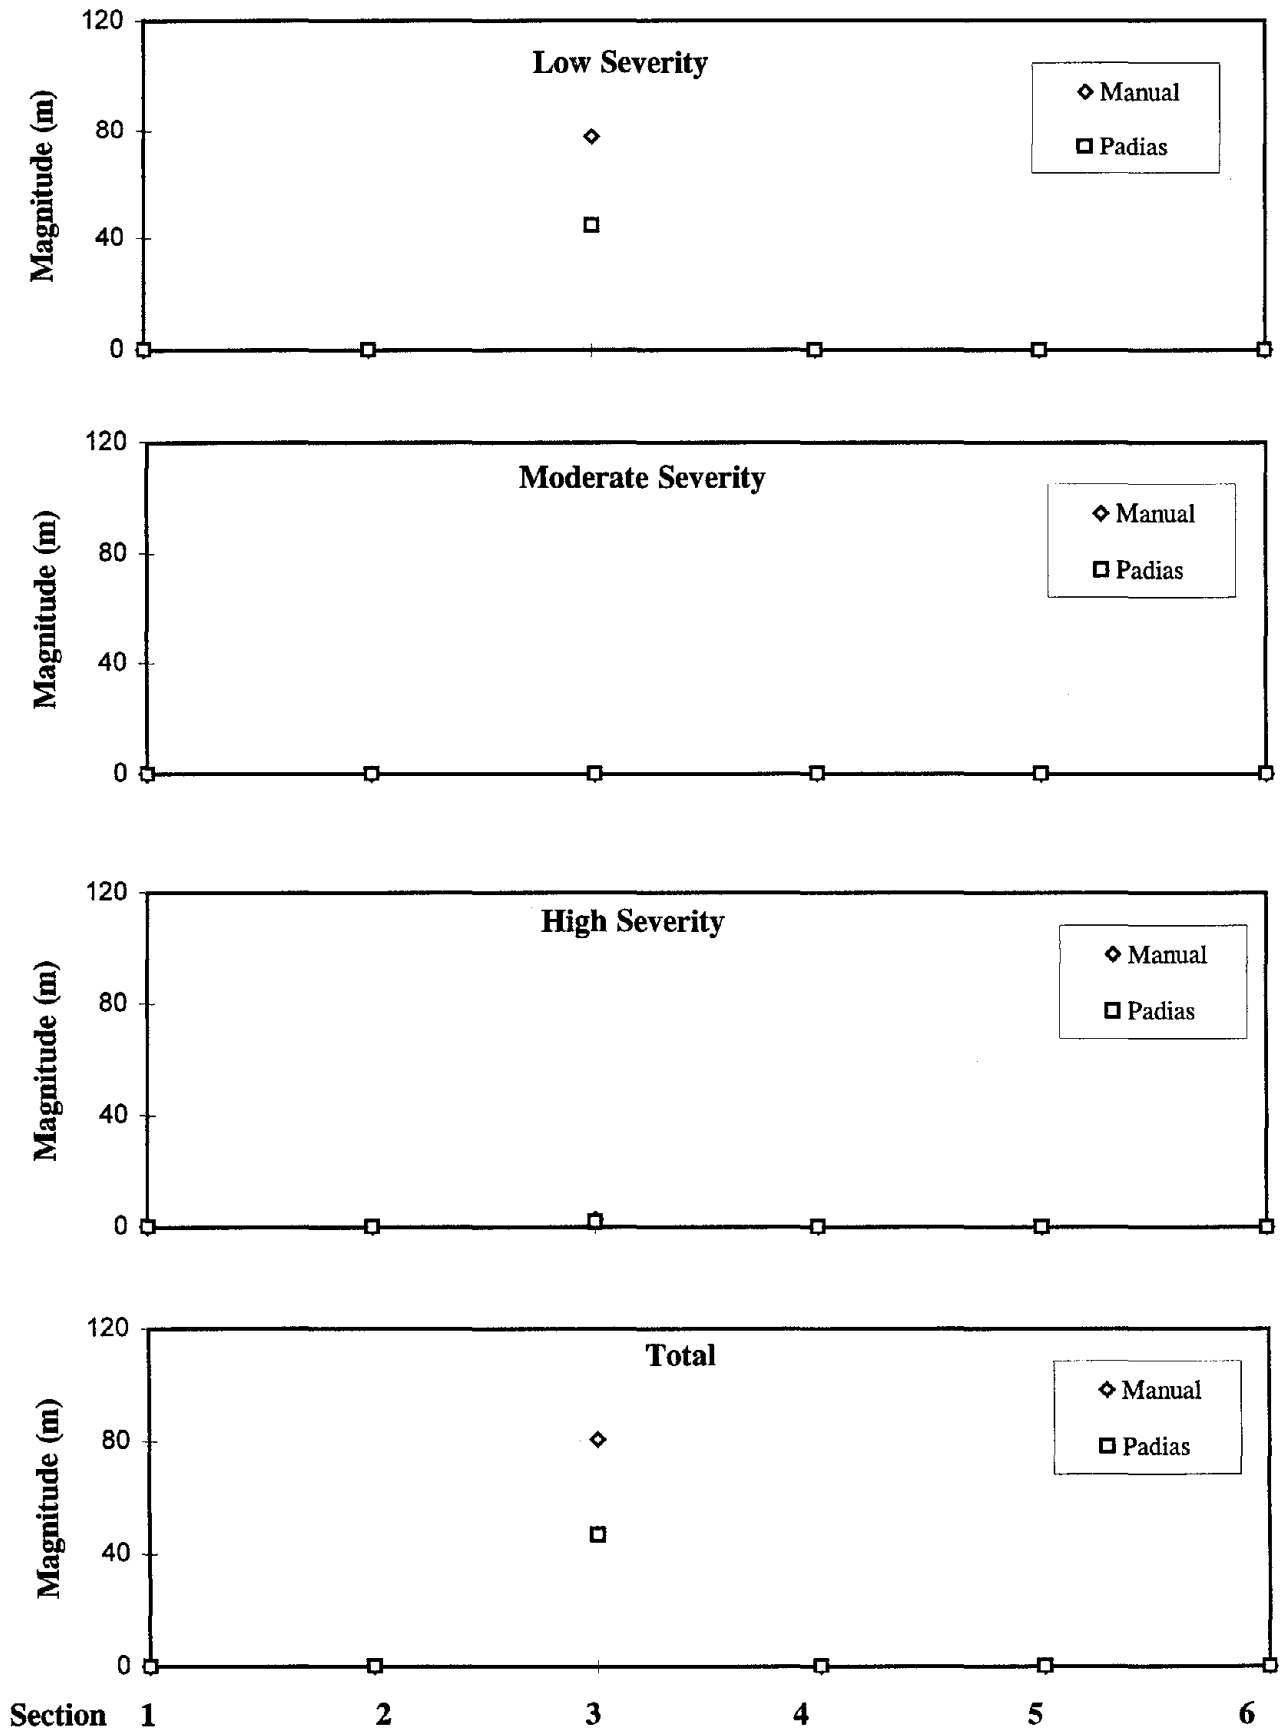 120
Low Severity
Manual
Padias
80
40
0
Magnitude (m)
120
Moderate Severity
Manual
Padias
80
40
0
Magnitude (m)
120
High Severity
Manual
Padias
80
40
0
Magnitude (m)
120
Total
Manual
Padias
80
40
0
Magnitude (m)
Section 1 2 3 4 5 6